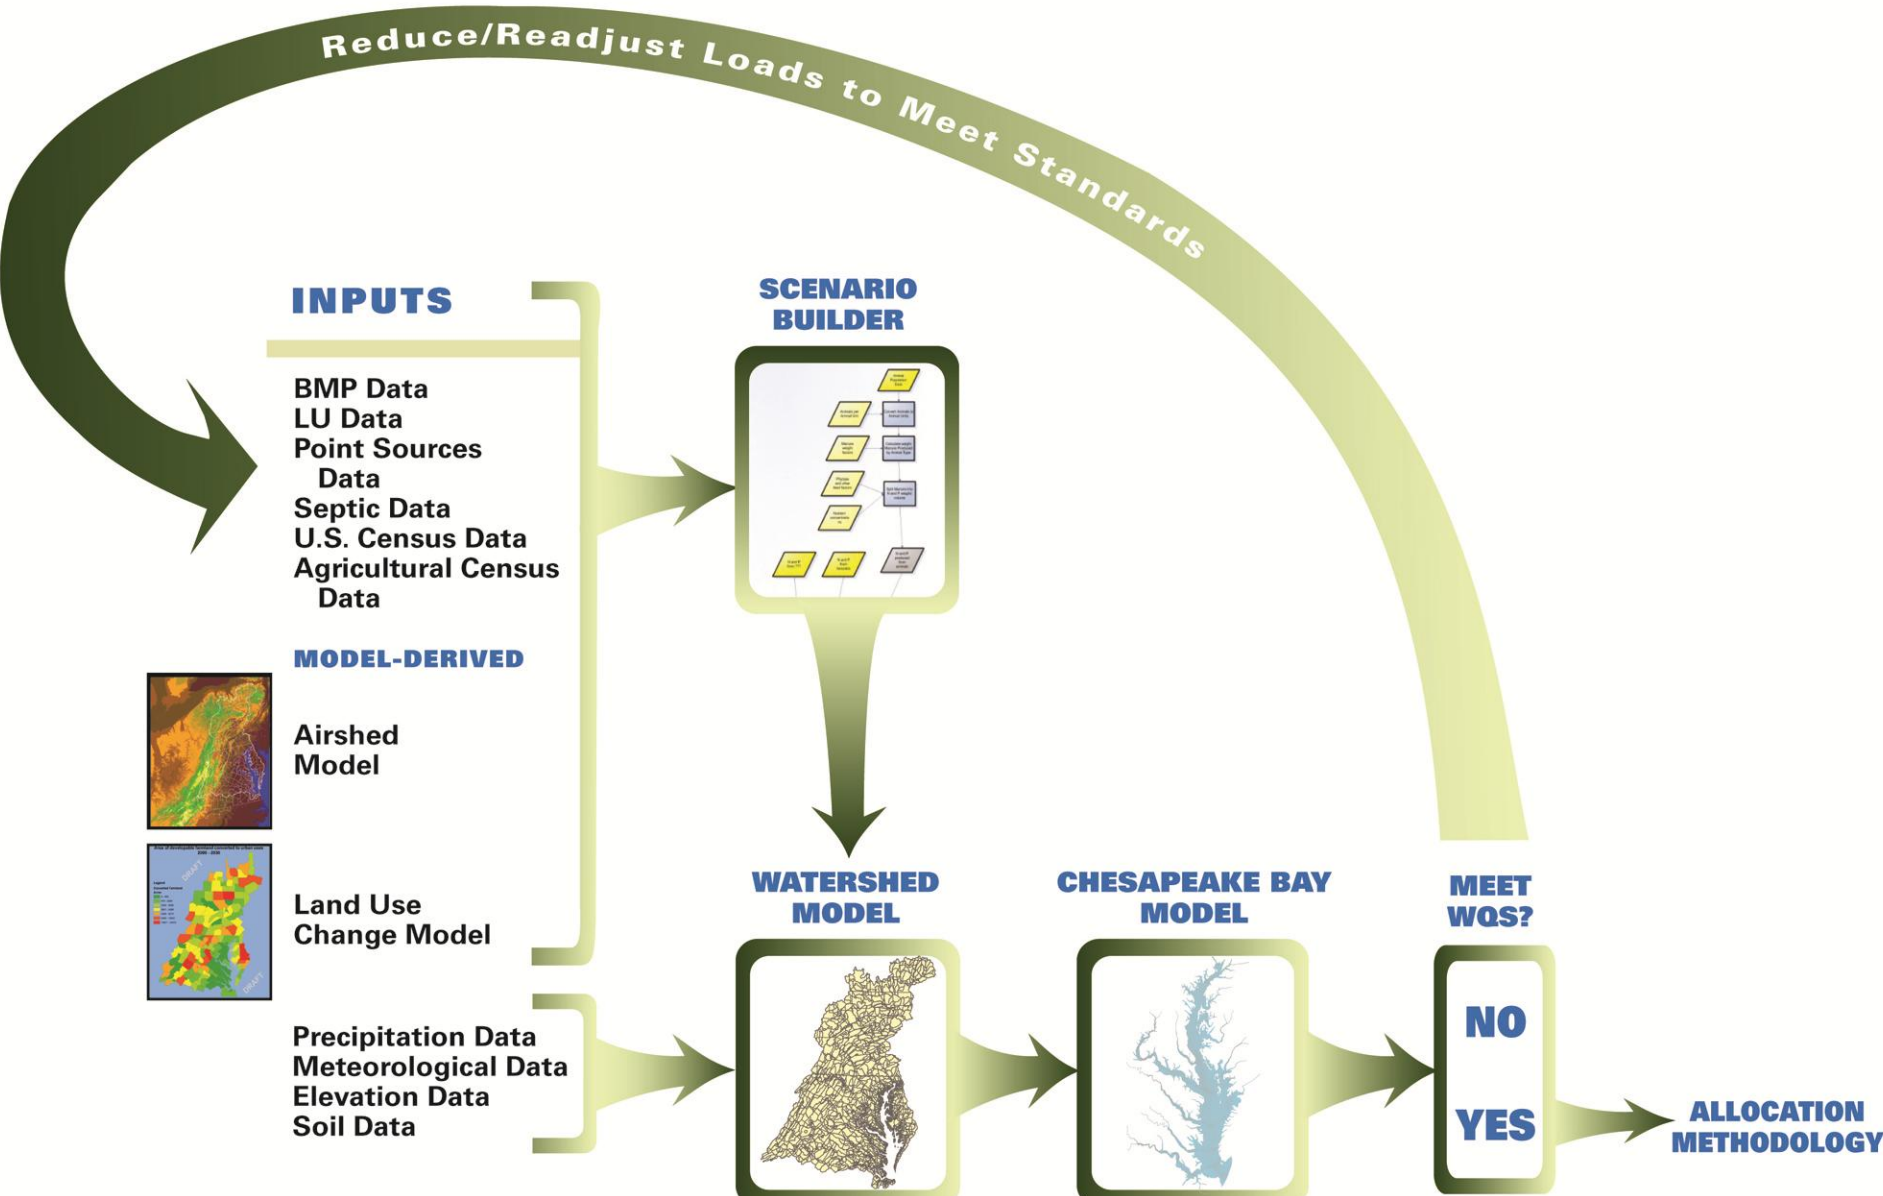 Reduce/Readjust Loads to Meet Standards
INPUTS
BMP Data
LU Data
Point Sources
Data
Septic Data
U.S. Census Data
Agricultural Census
Data
MODEL-DERIVED
Airshed
Model
Land Use
Change Model
DRAFT
DRAFT
Precipitation Data
Meteorological Data
Elevation Data
Soil Data
SCENARIO
BUILDER
WATERSHED
MODEL
CHESAPEAKE BAY
MODEL
MEET
WQS?
NO
YES
ALLOCATION
METHODOLOGY